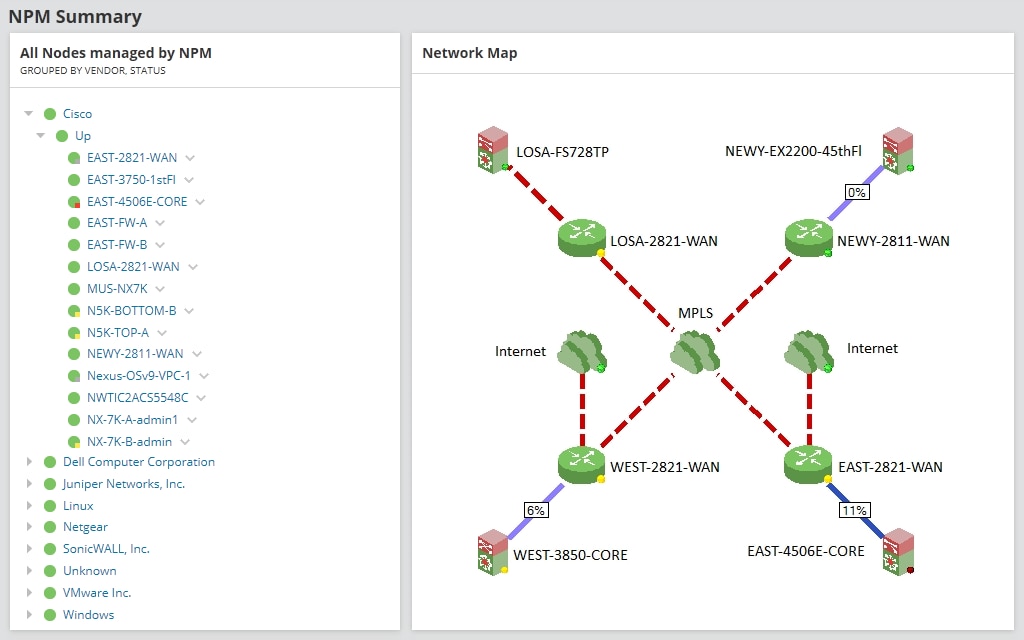 NPM Summary
All Nodes managed by NPM
GROUPED BY VENDOR, STATUS
Cisco
Up
EAST-2821-WAN
EAST-3750-1stFl
EAST-4506E-CORE
EAST-FW-A
EAST-FW-B
LOSA-2821-WAN
MUS-NX7K
N5K-BOTTOM-B
N5K-TOP-A
NEWY-2811-WAN
Nexus-OSv9-VPC-1
NWTIC2ACS5548C
NX-7K-A-admin1
NX-7K-B-admin
Dell Computer Corporation
Juniper Networks, Inc.
Linux
Netgear
SonicWALL, Inc.
Unknown
VMware Inc.
Windows
Network Map
LOSA-FS728TP
NEWY-EX2200-45thFl
0%
LOSA-2821-WAN
NEWY-2811-WAN
MPLS
Internet
Internet
WEST-2821-WAN
EAST-2821-WAN
6%
11%
WEST-3850-CORE
EAST-4506E-CORE